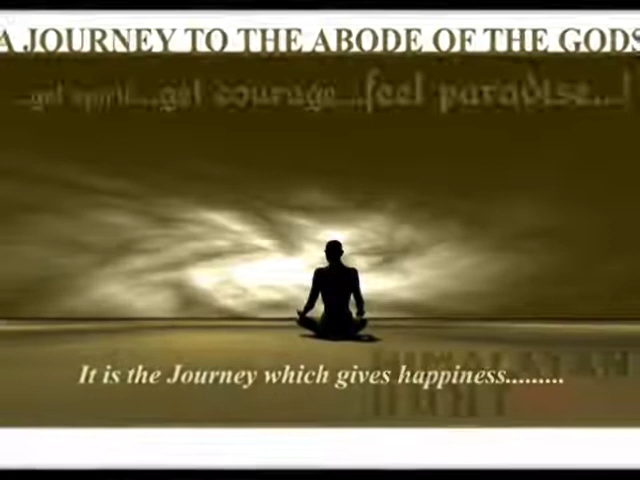 A JOURNEY TO THE ABODE OF THE GODS
...get spirit....get courage....feel paradise...!
It is the Journey which gives happiness.........
HIMALAYAN